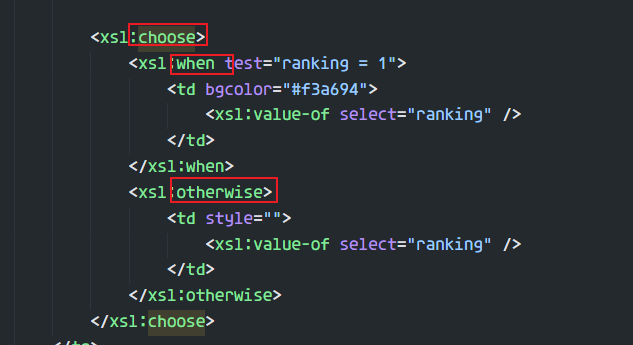 <xsl:choose>
<xsl:when test="ranking = 1">
<td bgcolor="#f3a694">
<xsl:value-of select="ranking" />
</td>
</xsl:when>
<xsl:otherwise>
<td style="">
<xsl:value-of select="ranking" />
</td>
</xsl:otherwise>
</xsl:choose>